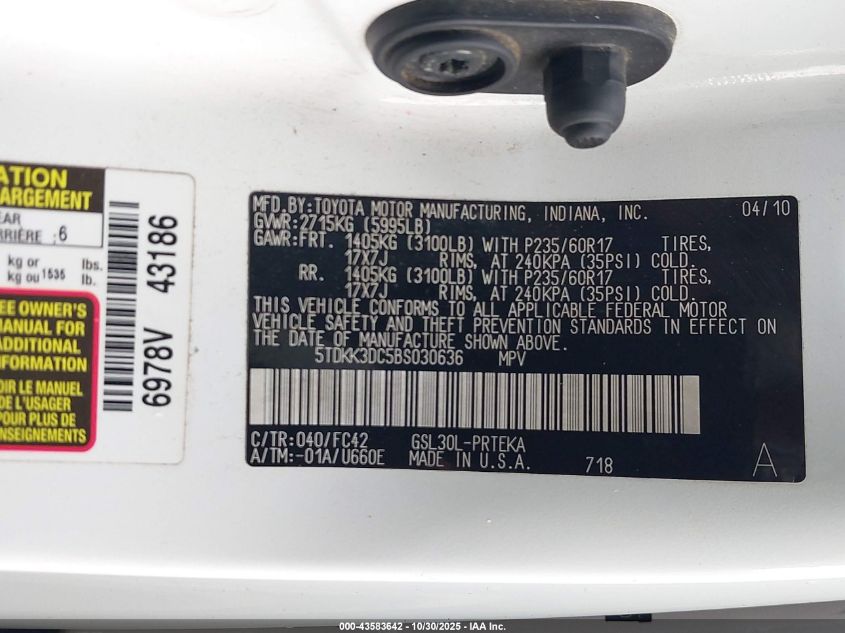 ATION
ARGEMENT
EAR
RRIÈRE : 6
kg or lbs.
kg ou 1535 lb.
EE OWNER'S
MANUAL FOR
ADDITIONAL
INFORMATION
OIR LE MANUEL
DE L'USAGER
POUR PLUS DE
ENSEIGNEMENTS
6978V 43186
MFD.BY:TOYOTA MOTOR MANUFACTURING, INDIANA, INC. 04/10
GVWR:2715KG (5995LB)
GAWR:FRT. 1405KG (3100LB) WITH P235/60R17 TIRES,
17X7J RIMS, AT 240KPA (35PSI) COLD.
RR. 1405KG (3100LB) WITH P235/60R17 TIRES,
17X7J RIMS, AT 240KPA (35PSI) COLD.
THIS VEHICLE CONFORMS TO ALL APPLICABLE FEDERAL MOTOR
VEHICLE SAFETY AND THEFT PREVENTION STANDARDS IN EFFECT ON
THE DATE OF MANUFACTURE SHOWN ABOVE.
5TDKK3DC5BS030636 MPV
C/TR:040/FC42 GSL30L-PRTEKA
A/TM:-01A/U660E MADE IN U.S.A. 718 A
000-43583642 - 10/30/2025 - IAA Inc.